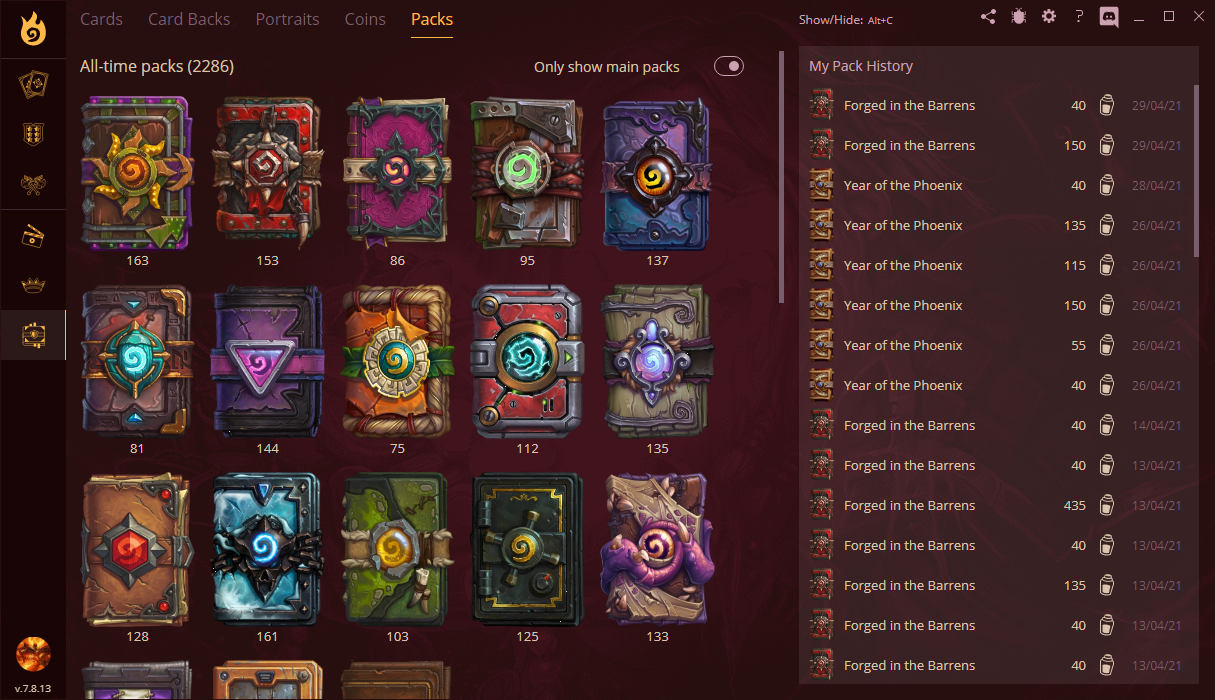 Cards Card Backs Portraits Coins Packs
Show/Hide: Alt+C
?
All-time packs (2286)
Only show main packs
163 153 86 95 137
81 144 75 112 135
128 161 103 125 133
v.7.8.13
My Pack History
Forged in the Barrens 40 29/04/21
Forged in the Barrens 150 29/04/21
Year of the Phoenix 40 28/04/21
Year of the Phoenix 135 26/04/21
Year of the Phoenix 115 26/04/21
Year of the Phoenix 150 26/04/21
Year of the Phoenix 55 26/04/21
Year of the Phoenix 40 26/04/21
Forged in the Barrens 40 14/04/21
Forged in the Barrens 40 13/04/21
Forged in the Barrens 435 13/04/21
Forged in the Barrens 40 13/04/21
Forged in the Barrens 135 13/04/21
Forged in the Barrens 40 13/04/21
Forged in the Barrens 40 13/04/21